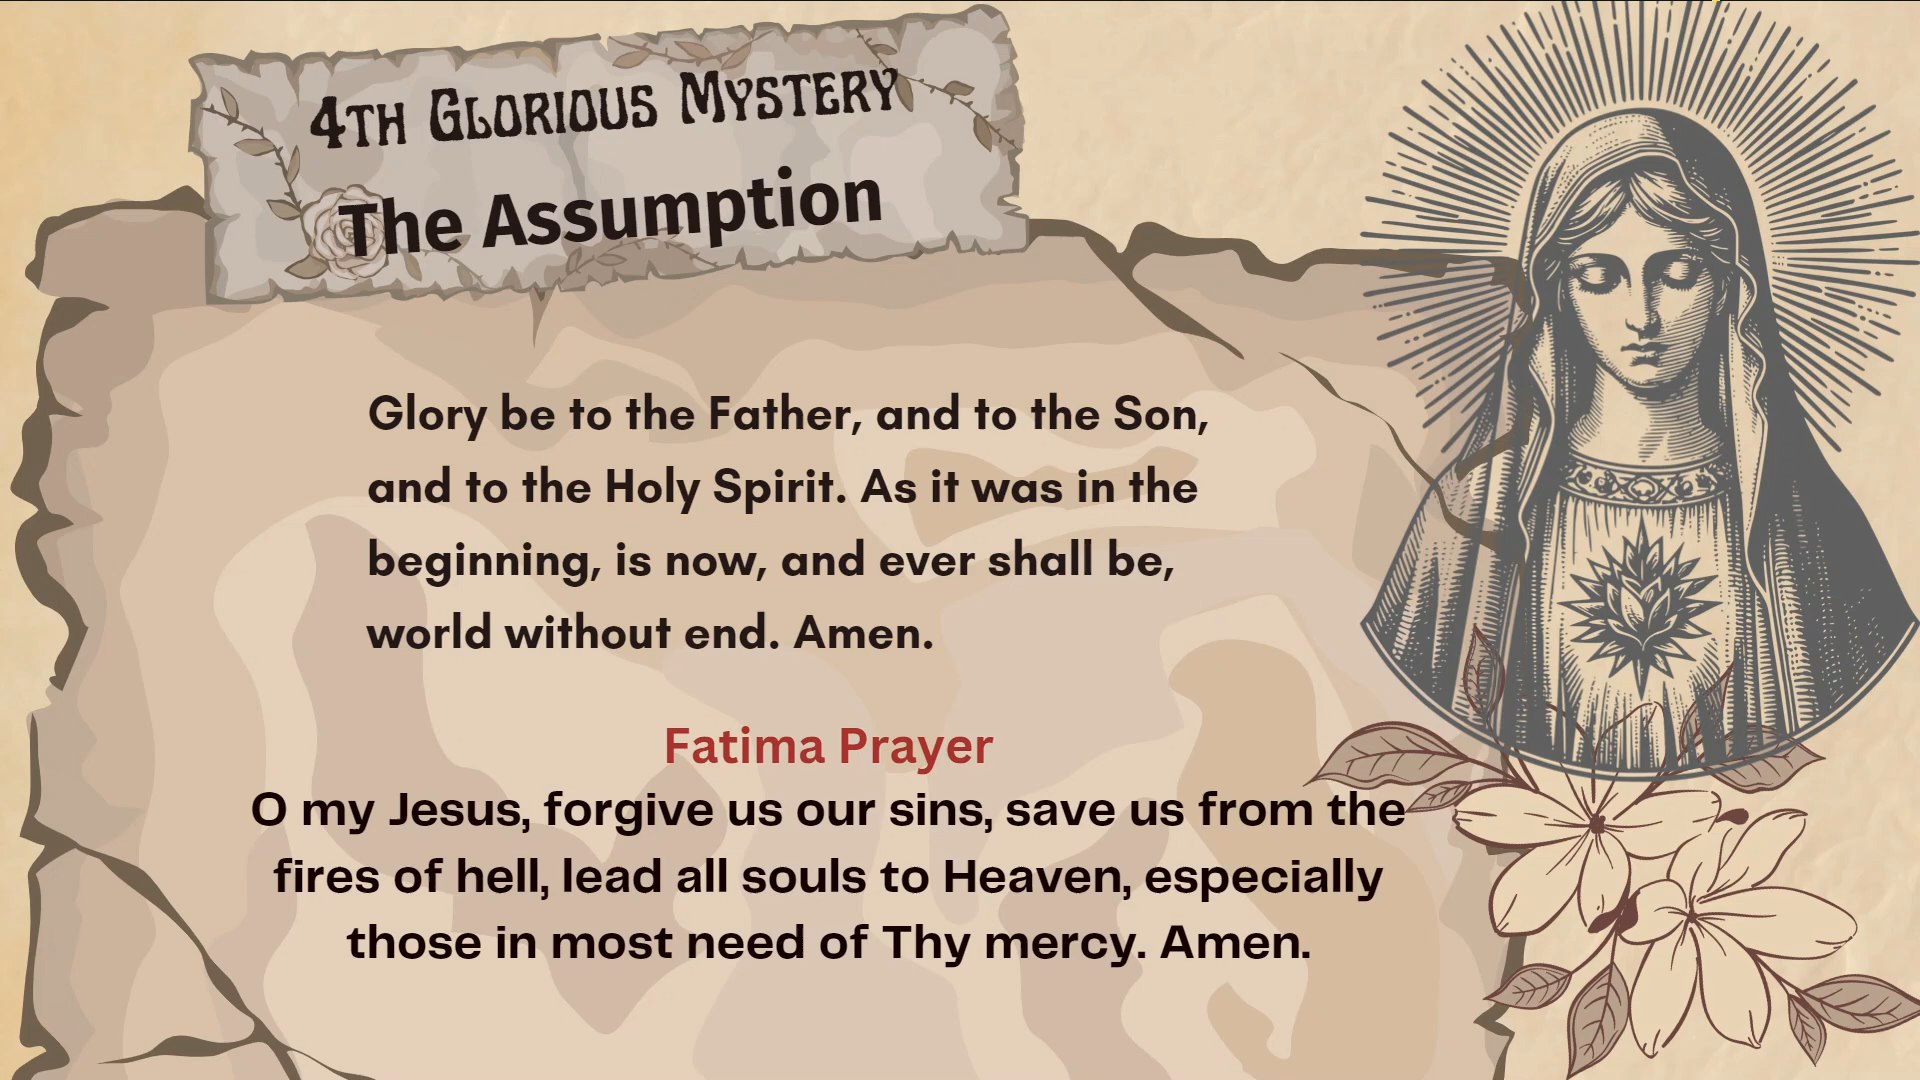 4th Glorious Mystery
The Assumption
Glory be to the Father, and to the Son,
and to the Holy Spirit. As it was in the
beginning, is now, and ever shall be,
world without end. Amen.
Fatima Prayer
O my Jesus, forgive us our sins, save us from the
fires of hell, lead all souls to Heaven, especially
those in most need of Thy mercy. Amen.